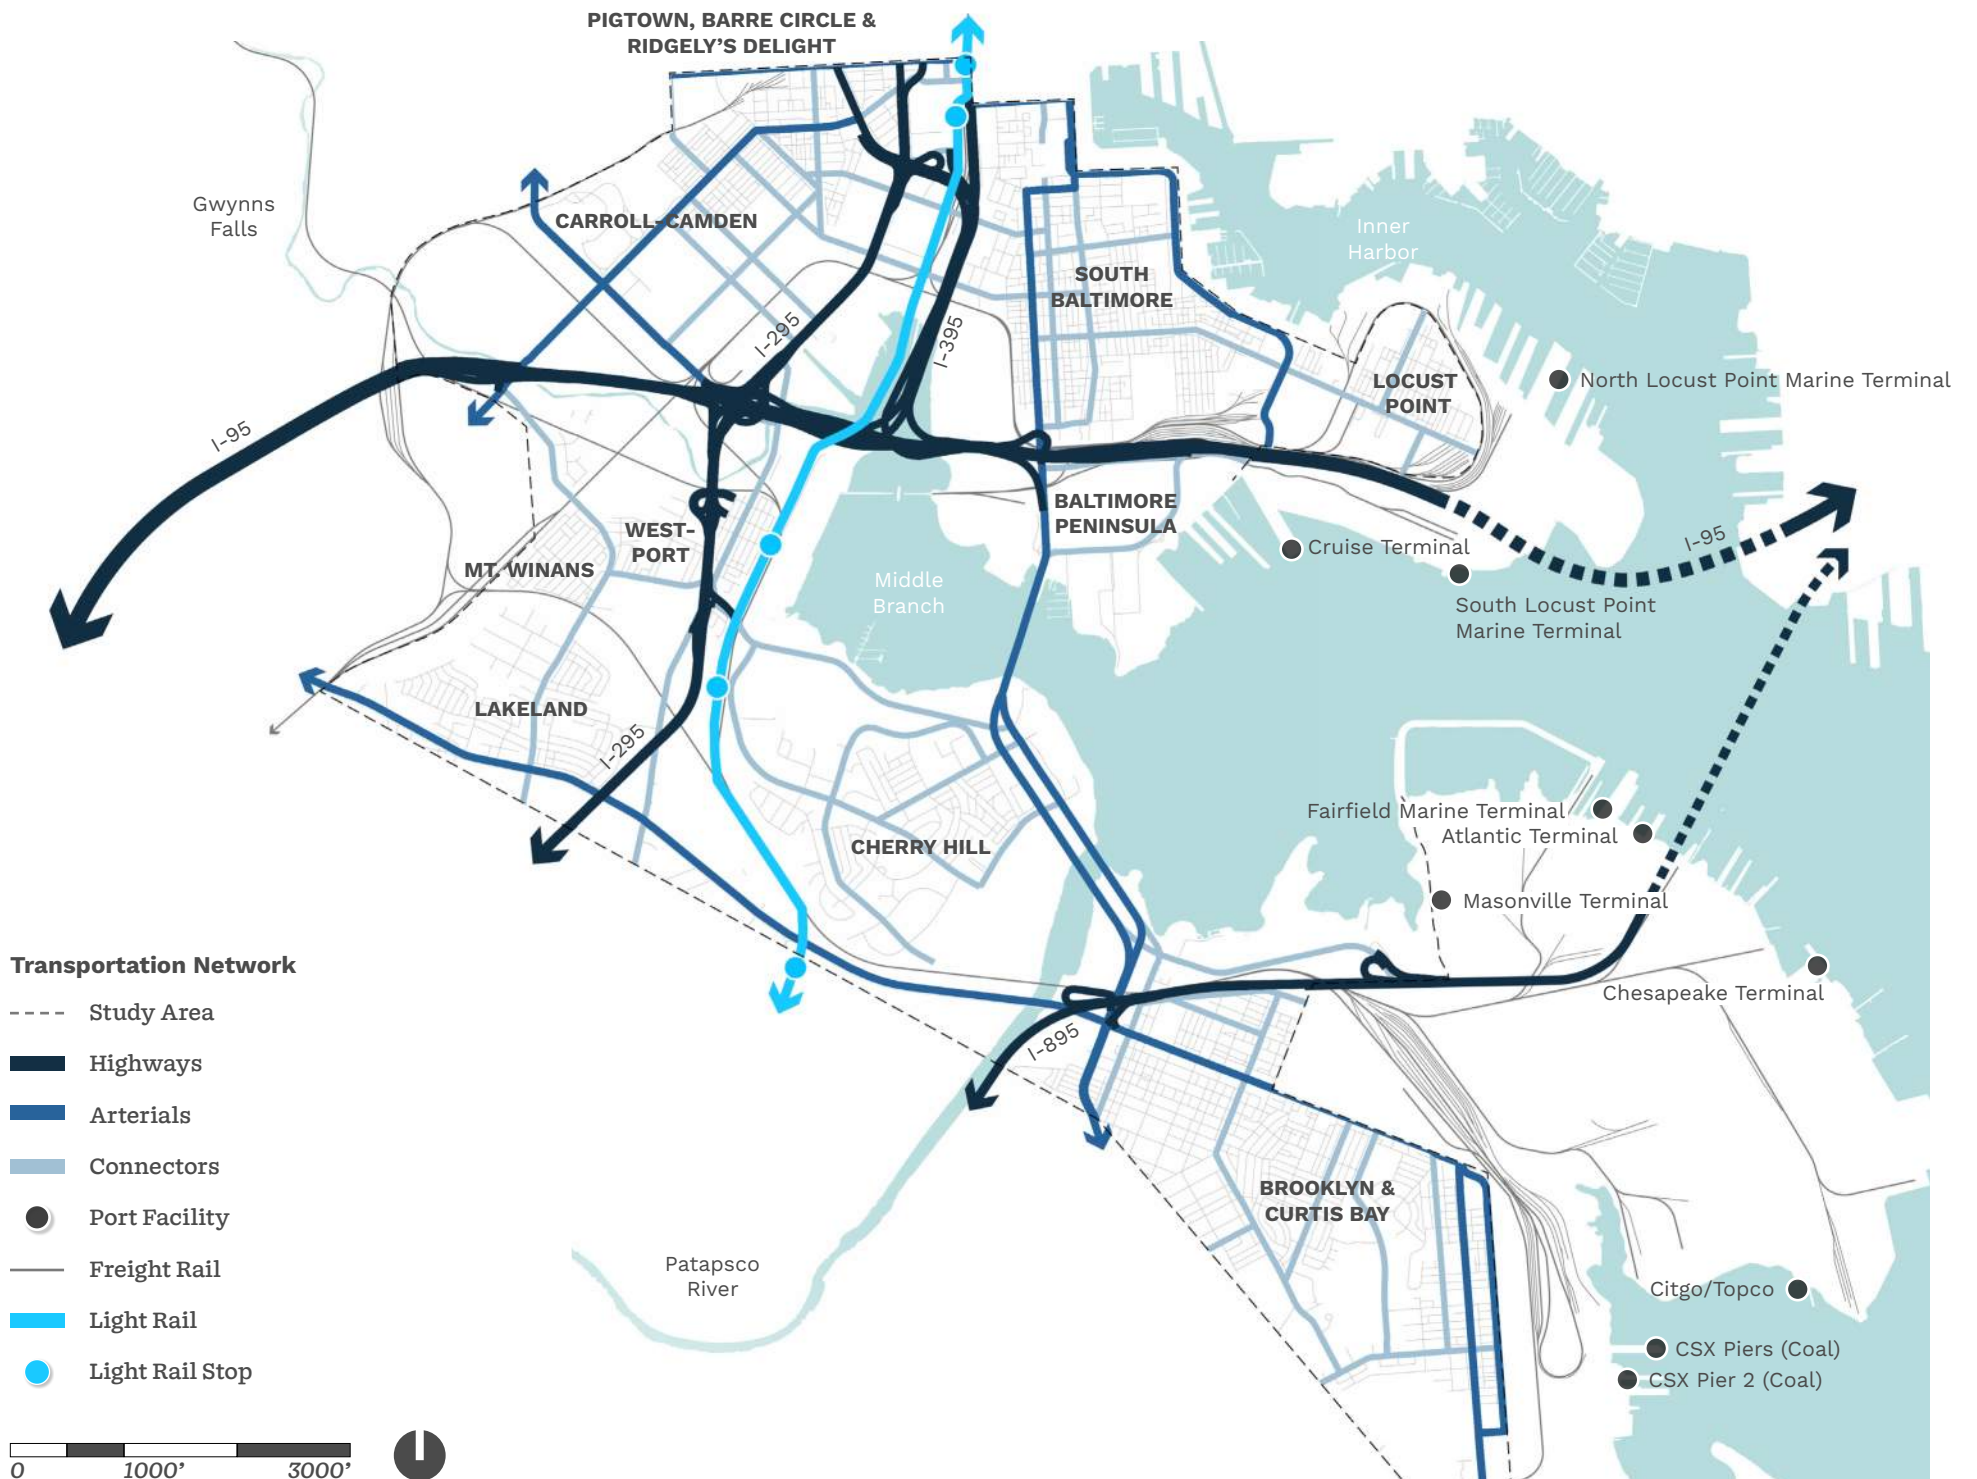 PIGTOWN, BARRE CIRCLE &
RIDGELY'S DELIGHT
Gwynns
Falls
CARROLL-CAMDEN
Inner
Harbor
SOUTH
BALTIMORE
I-295
I-395
LOCUST
POINT
North Locust Point Marine Terminal
I-95
BALTIMORE
PENINSULA
WEST-
PORT
MT. WINANS
Middle
Branch
Cruise Terminal
I-95
South Locust Point
Marine Terminal
LAKELAND
I-295
CHERRY HILL
Fairfield Marine Terminal
Atlantic Terminal
Masonville Terminal
Chesapeake Terminal
I-895
BROOKLYN &
CURTIS BAY
Patapsco
River
Citgo/Topco
CSX Piers (Coal)
CSX Pier 2 (Coal)
Transportation Network
Study Area
Highways
Arterials
Connectors
Port Facility
Freight Rail
Light Rail
Light Rail Stop
0 1000' 3000'